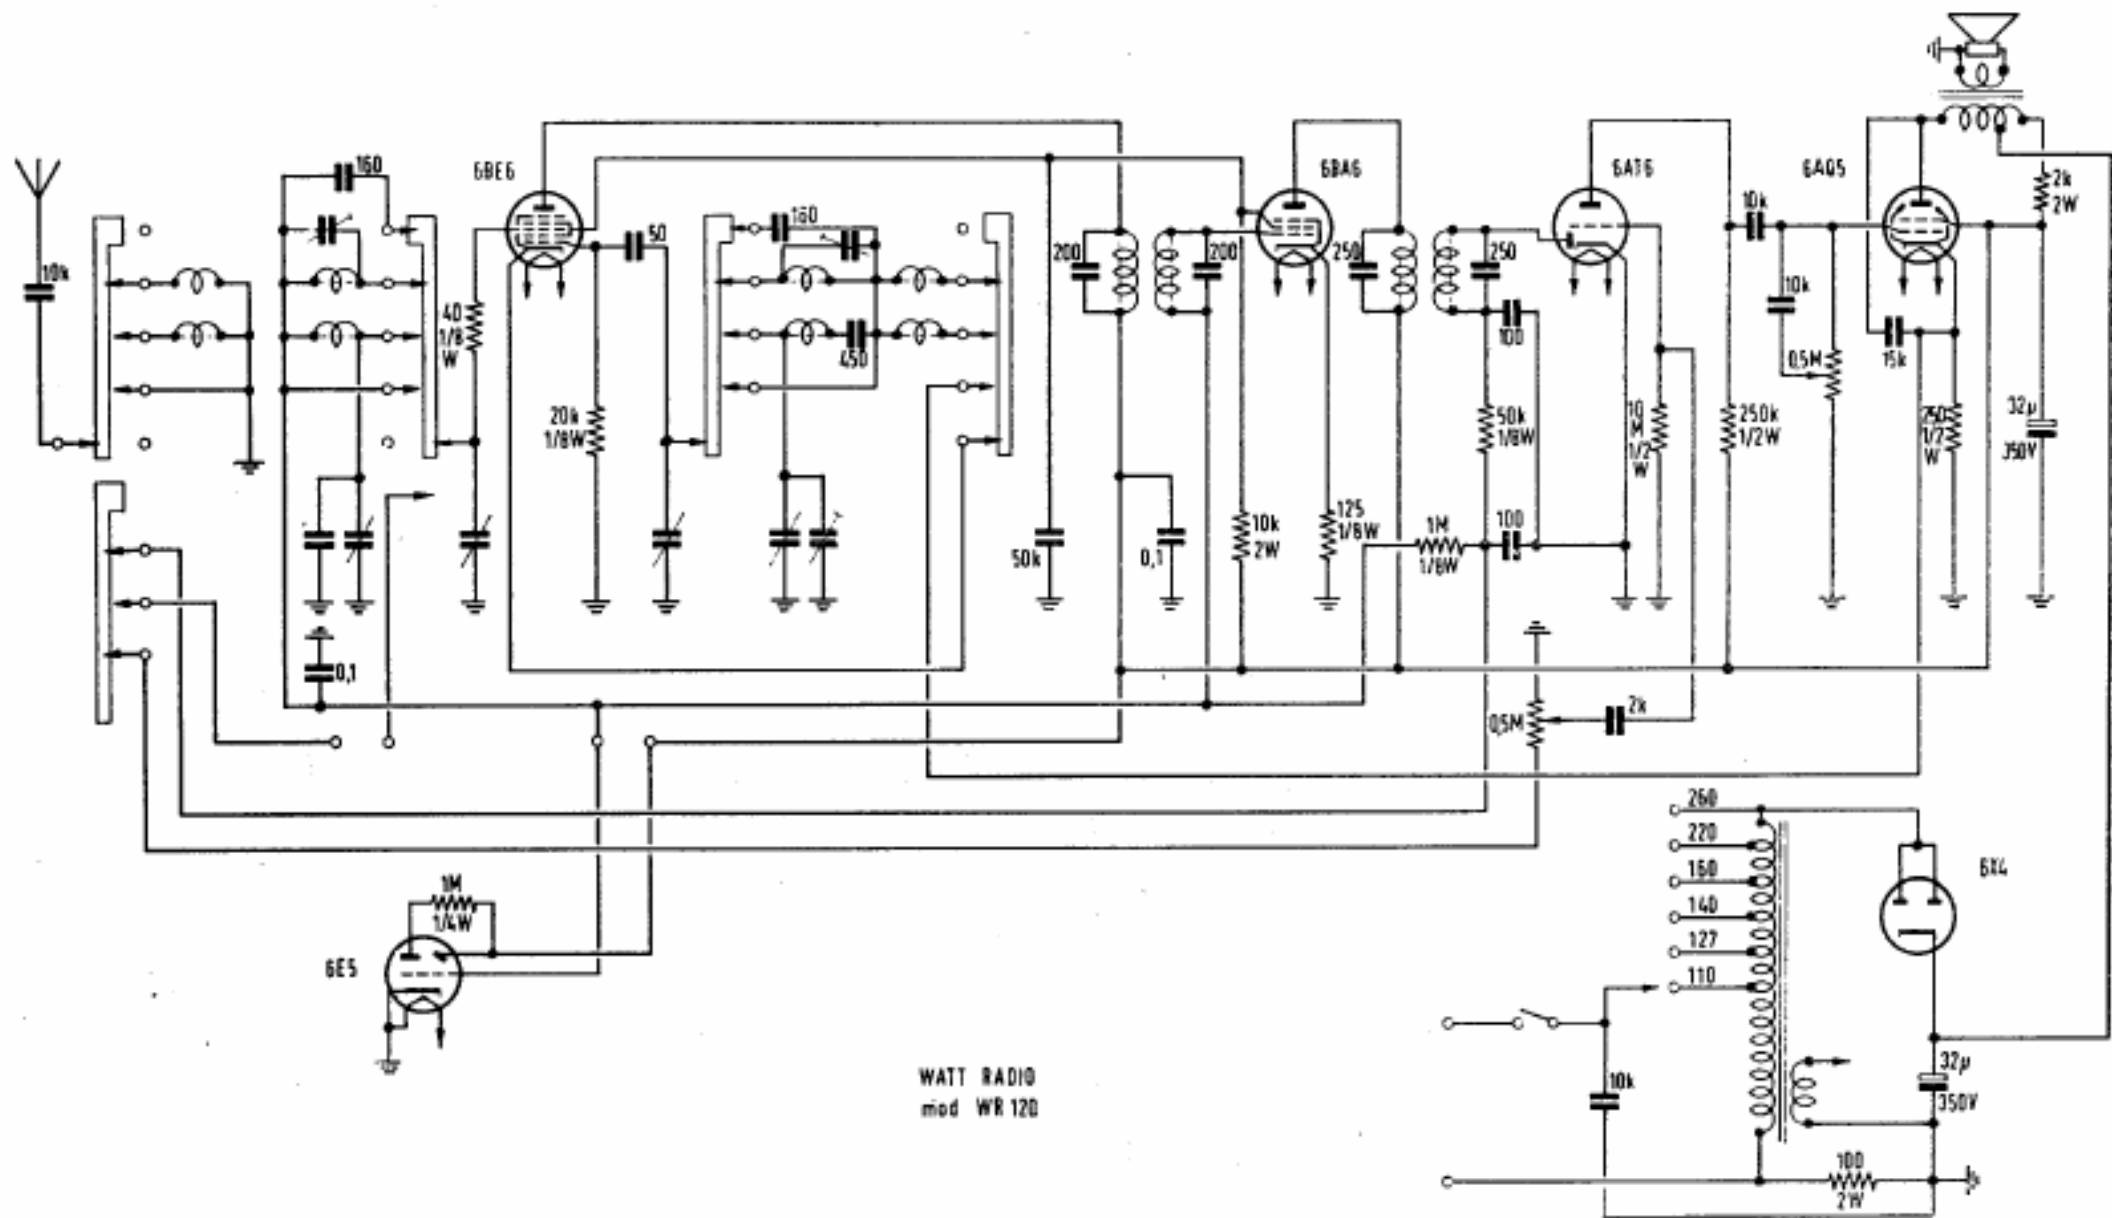 160
6BE6
6BA6
6AT6
6AQ5
2k
2W
10k
10k
50
160
200
200
250
250
100
10k
0,5M
15k
40
1/8
W
450
20k
1/8W
50k
1/8W
10
M
1/2
W
250k
1/2W
250
1/2
W
32µ
350V
50k
0,1
10k
2W
125
1/8W
1M
1/8W
100
0,1
0,5M
2k
260
220
160
140
127
110
6X4
1M
1/4W
6E5
10k
32µ
350V
100
2W
WATT RADIO
mod WR 120